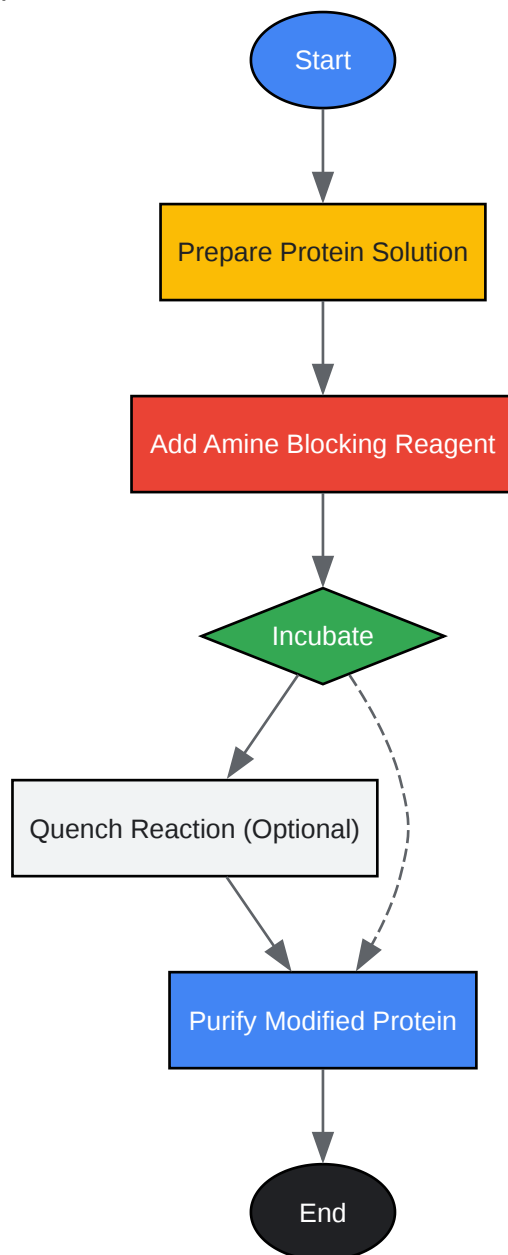 Start
Prepare Protein Solution
Add Amine Blocking Reagent
Incubate
Quench Reaction (Optional)
Purify Modified Protein
End